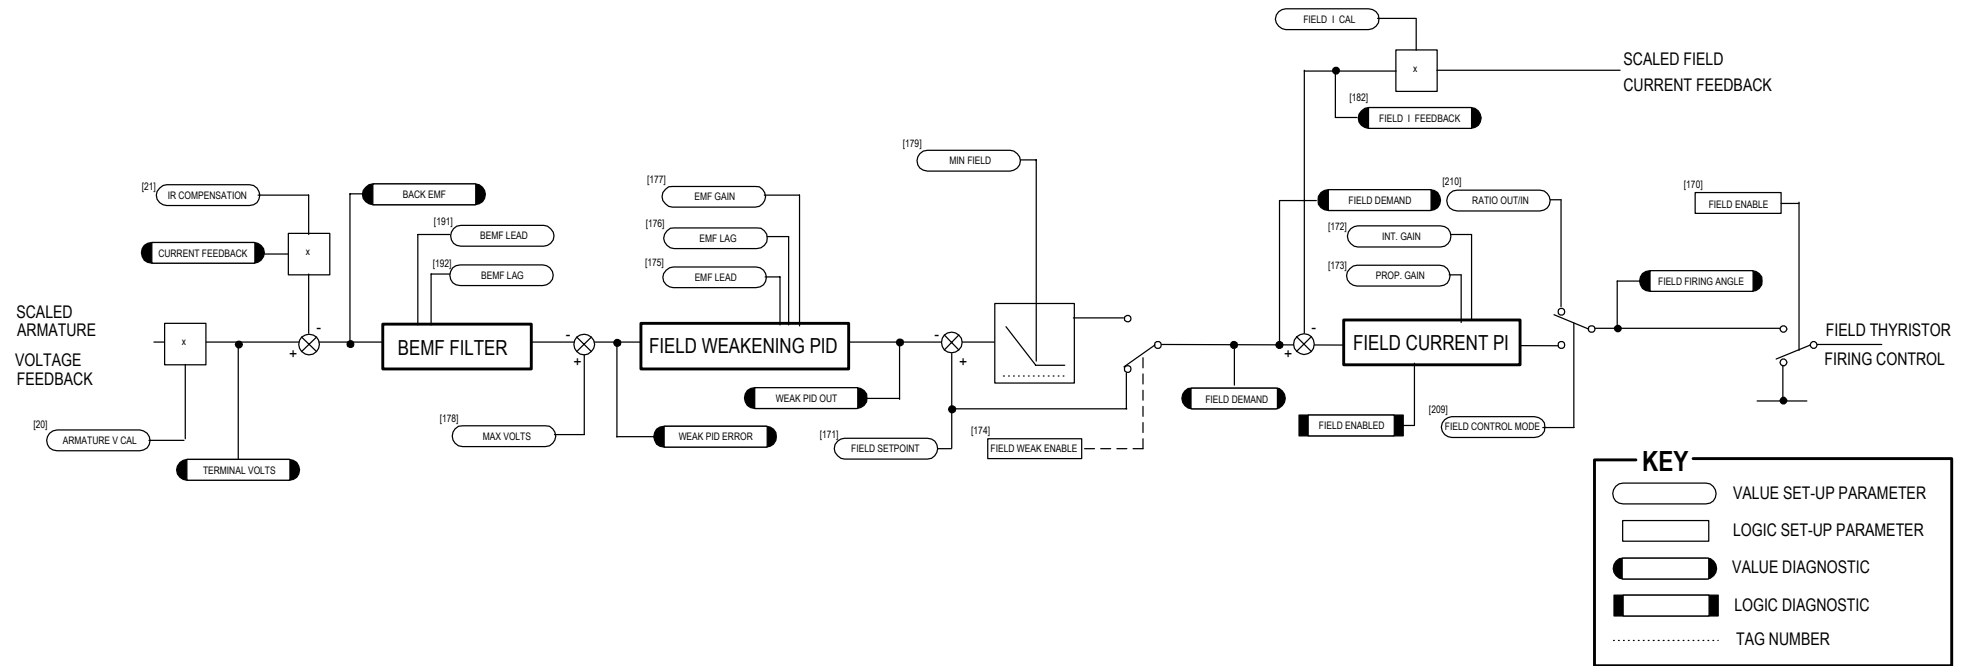 FIELD I CAL
x
SCALED FIELD
CURRENT FEEDBACK
[182]
FIELD I FEEDBACK
[179]
MIN FIELD
[21]
IR COMPENSATION
BACK EMF
[177]
EMF GAIN
FIELD DEMAND
[210]
RATIO OUT/IN
[170]
FIELD ENABLE
[191]
BEMF LEAD
[176]
EMF LAG
[172]
INT. GAIN
CURRENT FEEDBACK
x
[192]
BEMF LAG
[175]
EMF LEAD
[173]
PROP. GAIN
FIELD FIRING ANGLE
SCALED
ARMATURE
VOLTAGE
FEEDBACK
x
-
+
BEMF FILTER
-
+
FIELD WEAKENING PID
-
+
-
+
FIELD CURRENT PI
FIELD THYRISTOR
FIRING CONTROL
WEAK PID OUT
FIELD DEMAND
[20]
ARMATURE V CAL
TERMINAL VOLTS
[178]
MAX VOLTS
WEAK PID ERROR
[171]
FIELD SETPOINT
[174]
FIELD WEAK ENABLE
FIELD ENABLED
[209]
FIELD CONTROL MODE
KEY
VALUE SET-UP PARAMETER
LOGIC SET-UP PARAMETER
VALUE DIAGNOSTIC
LOGIC DIAGNOSTIC
TAG NUMBER